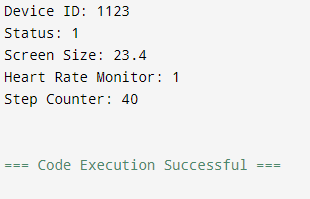 Device ID: 1123
Status: 1
Screen Size: 23.4
Heart Rate Monitor: 1
Step Counter: 40
=== Code Execution Successful ===